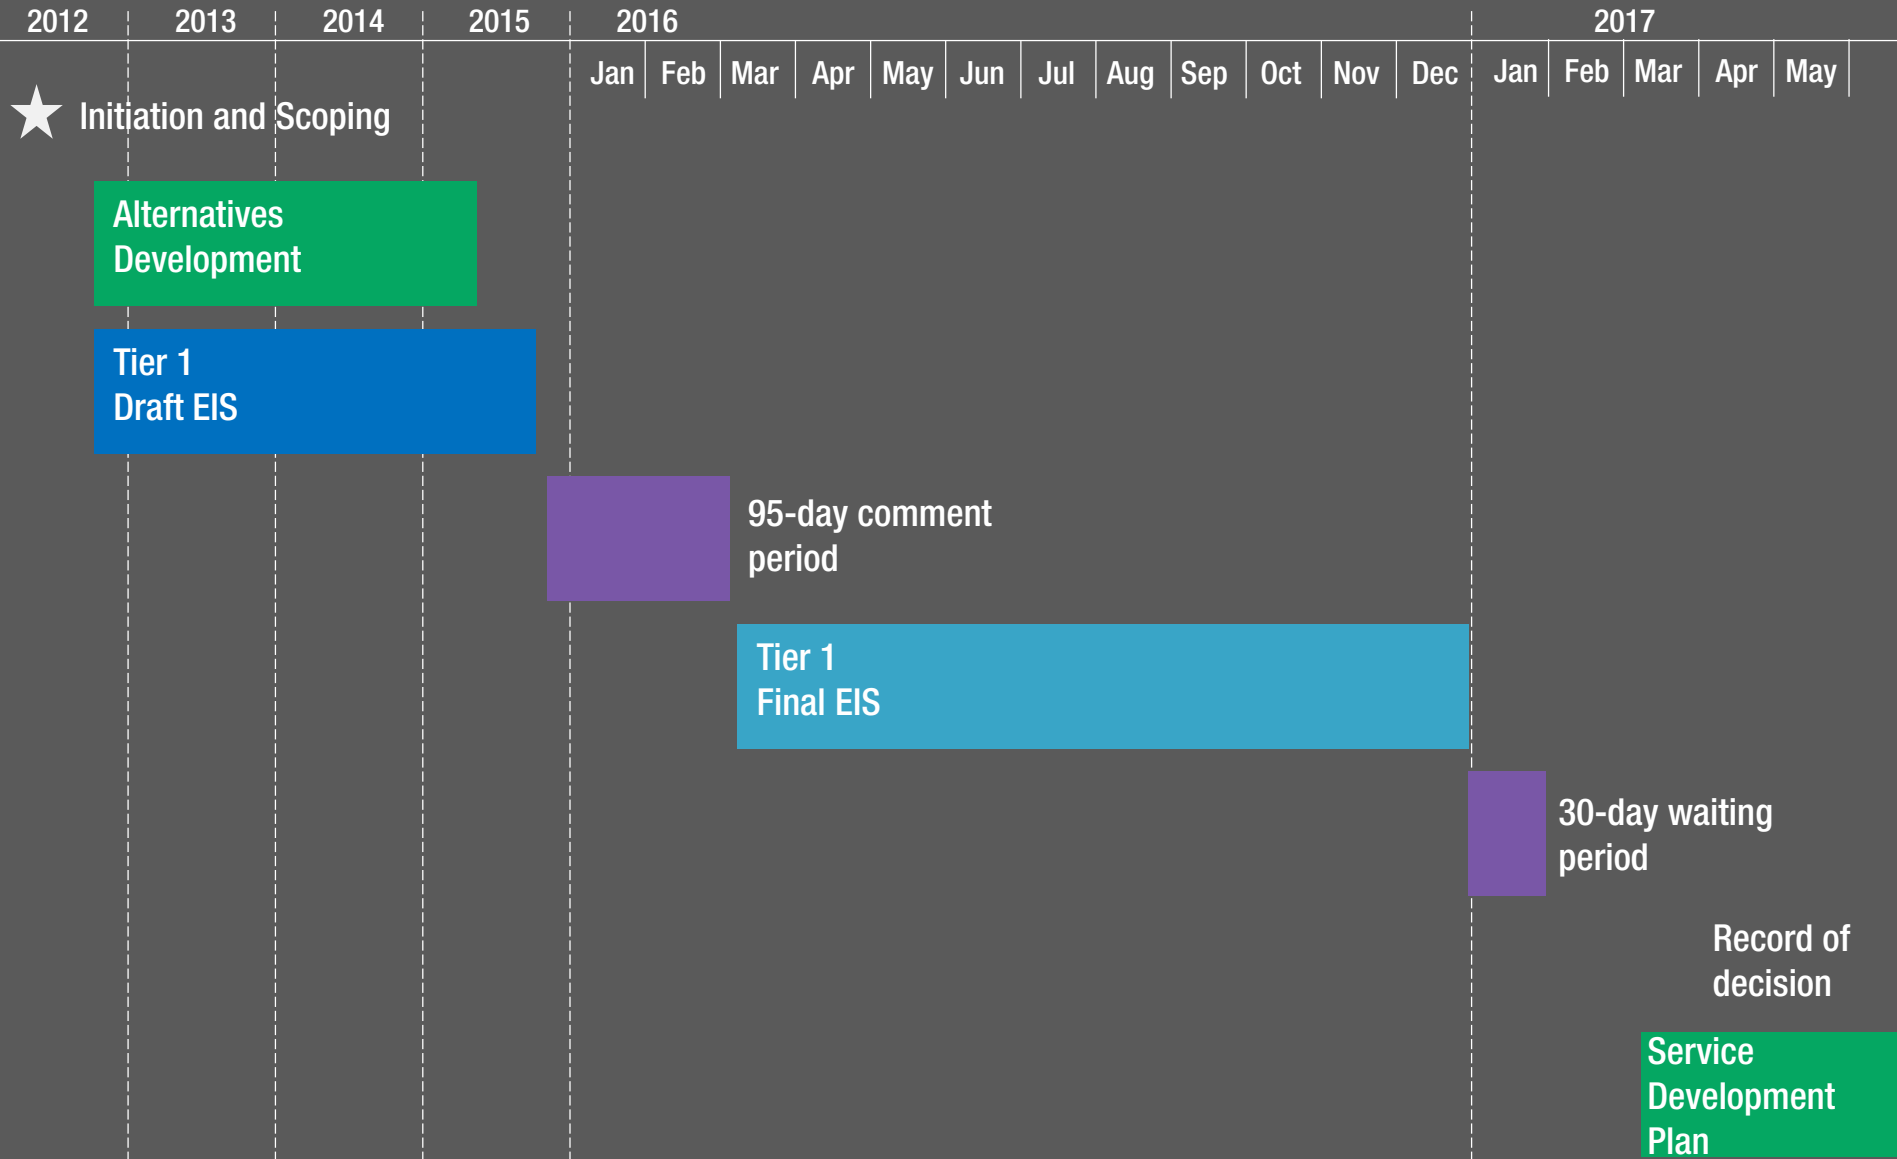 2012 2013 2014 2015 2016 2017
Jan Feb Mar Apr May Jun Jul Aug Sep Oct Nov Dec Jan Feb Mar Apr May
Initiation and Scoping
Alternatives
Development
Tier 1
Draft EIS
95-day comment
period
Tier 1
Final EIS
30-day waiting
period
Record of
decision
Service
Development
Plan